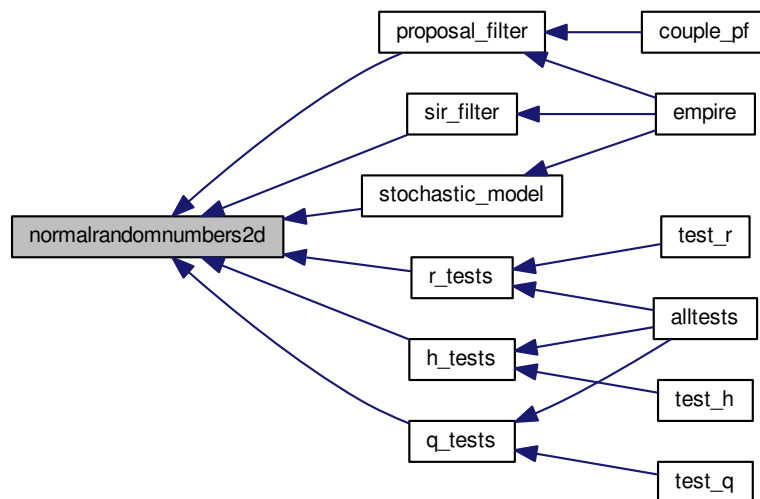 proposal_filter
couple_pf
sir_filter
empire
stochastic_model
normalrandomnumbers2d
test_r
r_tests
alltests
h_tests
test_h
q_tests
test_q